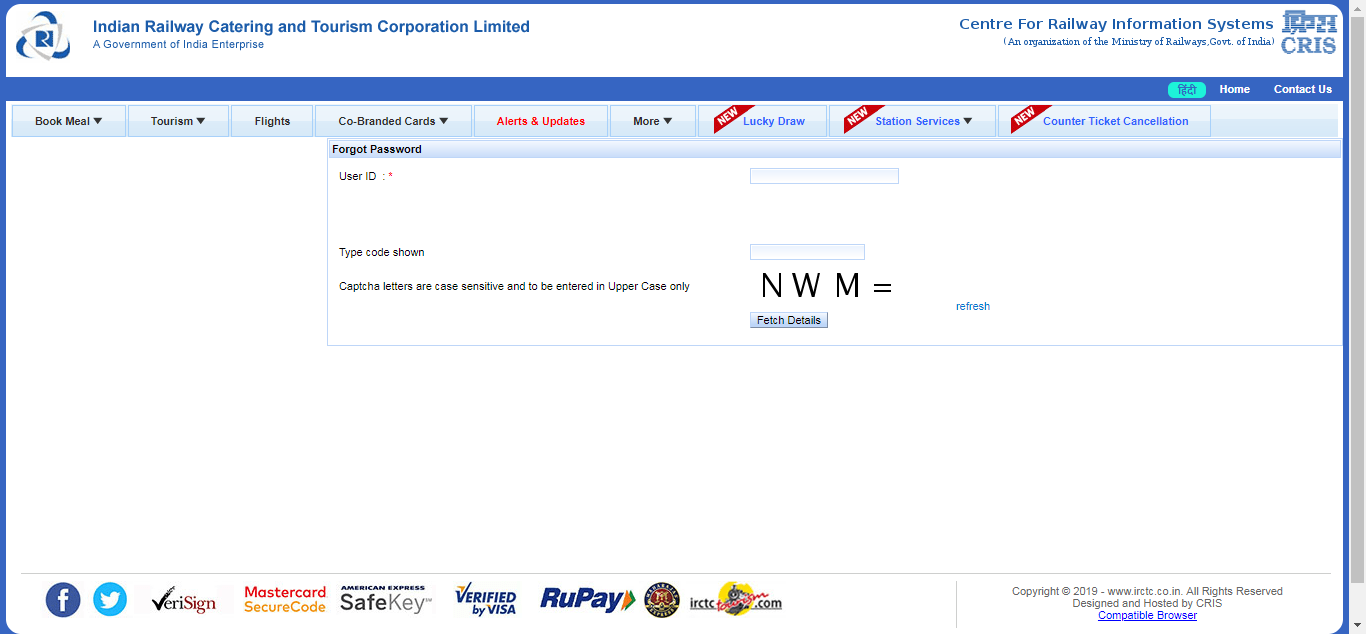 Indian Railway Catering and Tourism Corporation Limited
A Government of India Enterprise
Centre For Railway Information Systems
(An organization of the Ministry of Railways,Govt. of India)
क्रिस
CRIS
हिंदी Home Contact Us
Book Meal ▼ Tourism ▼ Flights Co-Branded Cards ▼ Alerts & Updates More ▼ NEW Lucky Draw NEW Station Services ▼ NEW Counter Ticket Cancellation
Forgot Password
User ID : *
Type code shown
Captcha letters are case sensitive and to be entered in Upper Case only
N W M =
refresh
Fetch Details
VeriSign
Mastercard
SecureCode
AMERICAN EXPRESS
SafeKey
VERIFIED
by VISA
RuPay
irctctourism.com
Copyright © 2019 - www.irctc.co.in. All Rights Reserved
Designed and Hosted by CRIS
Compatible Browser